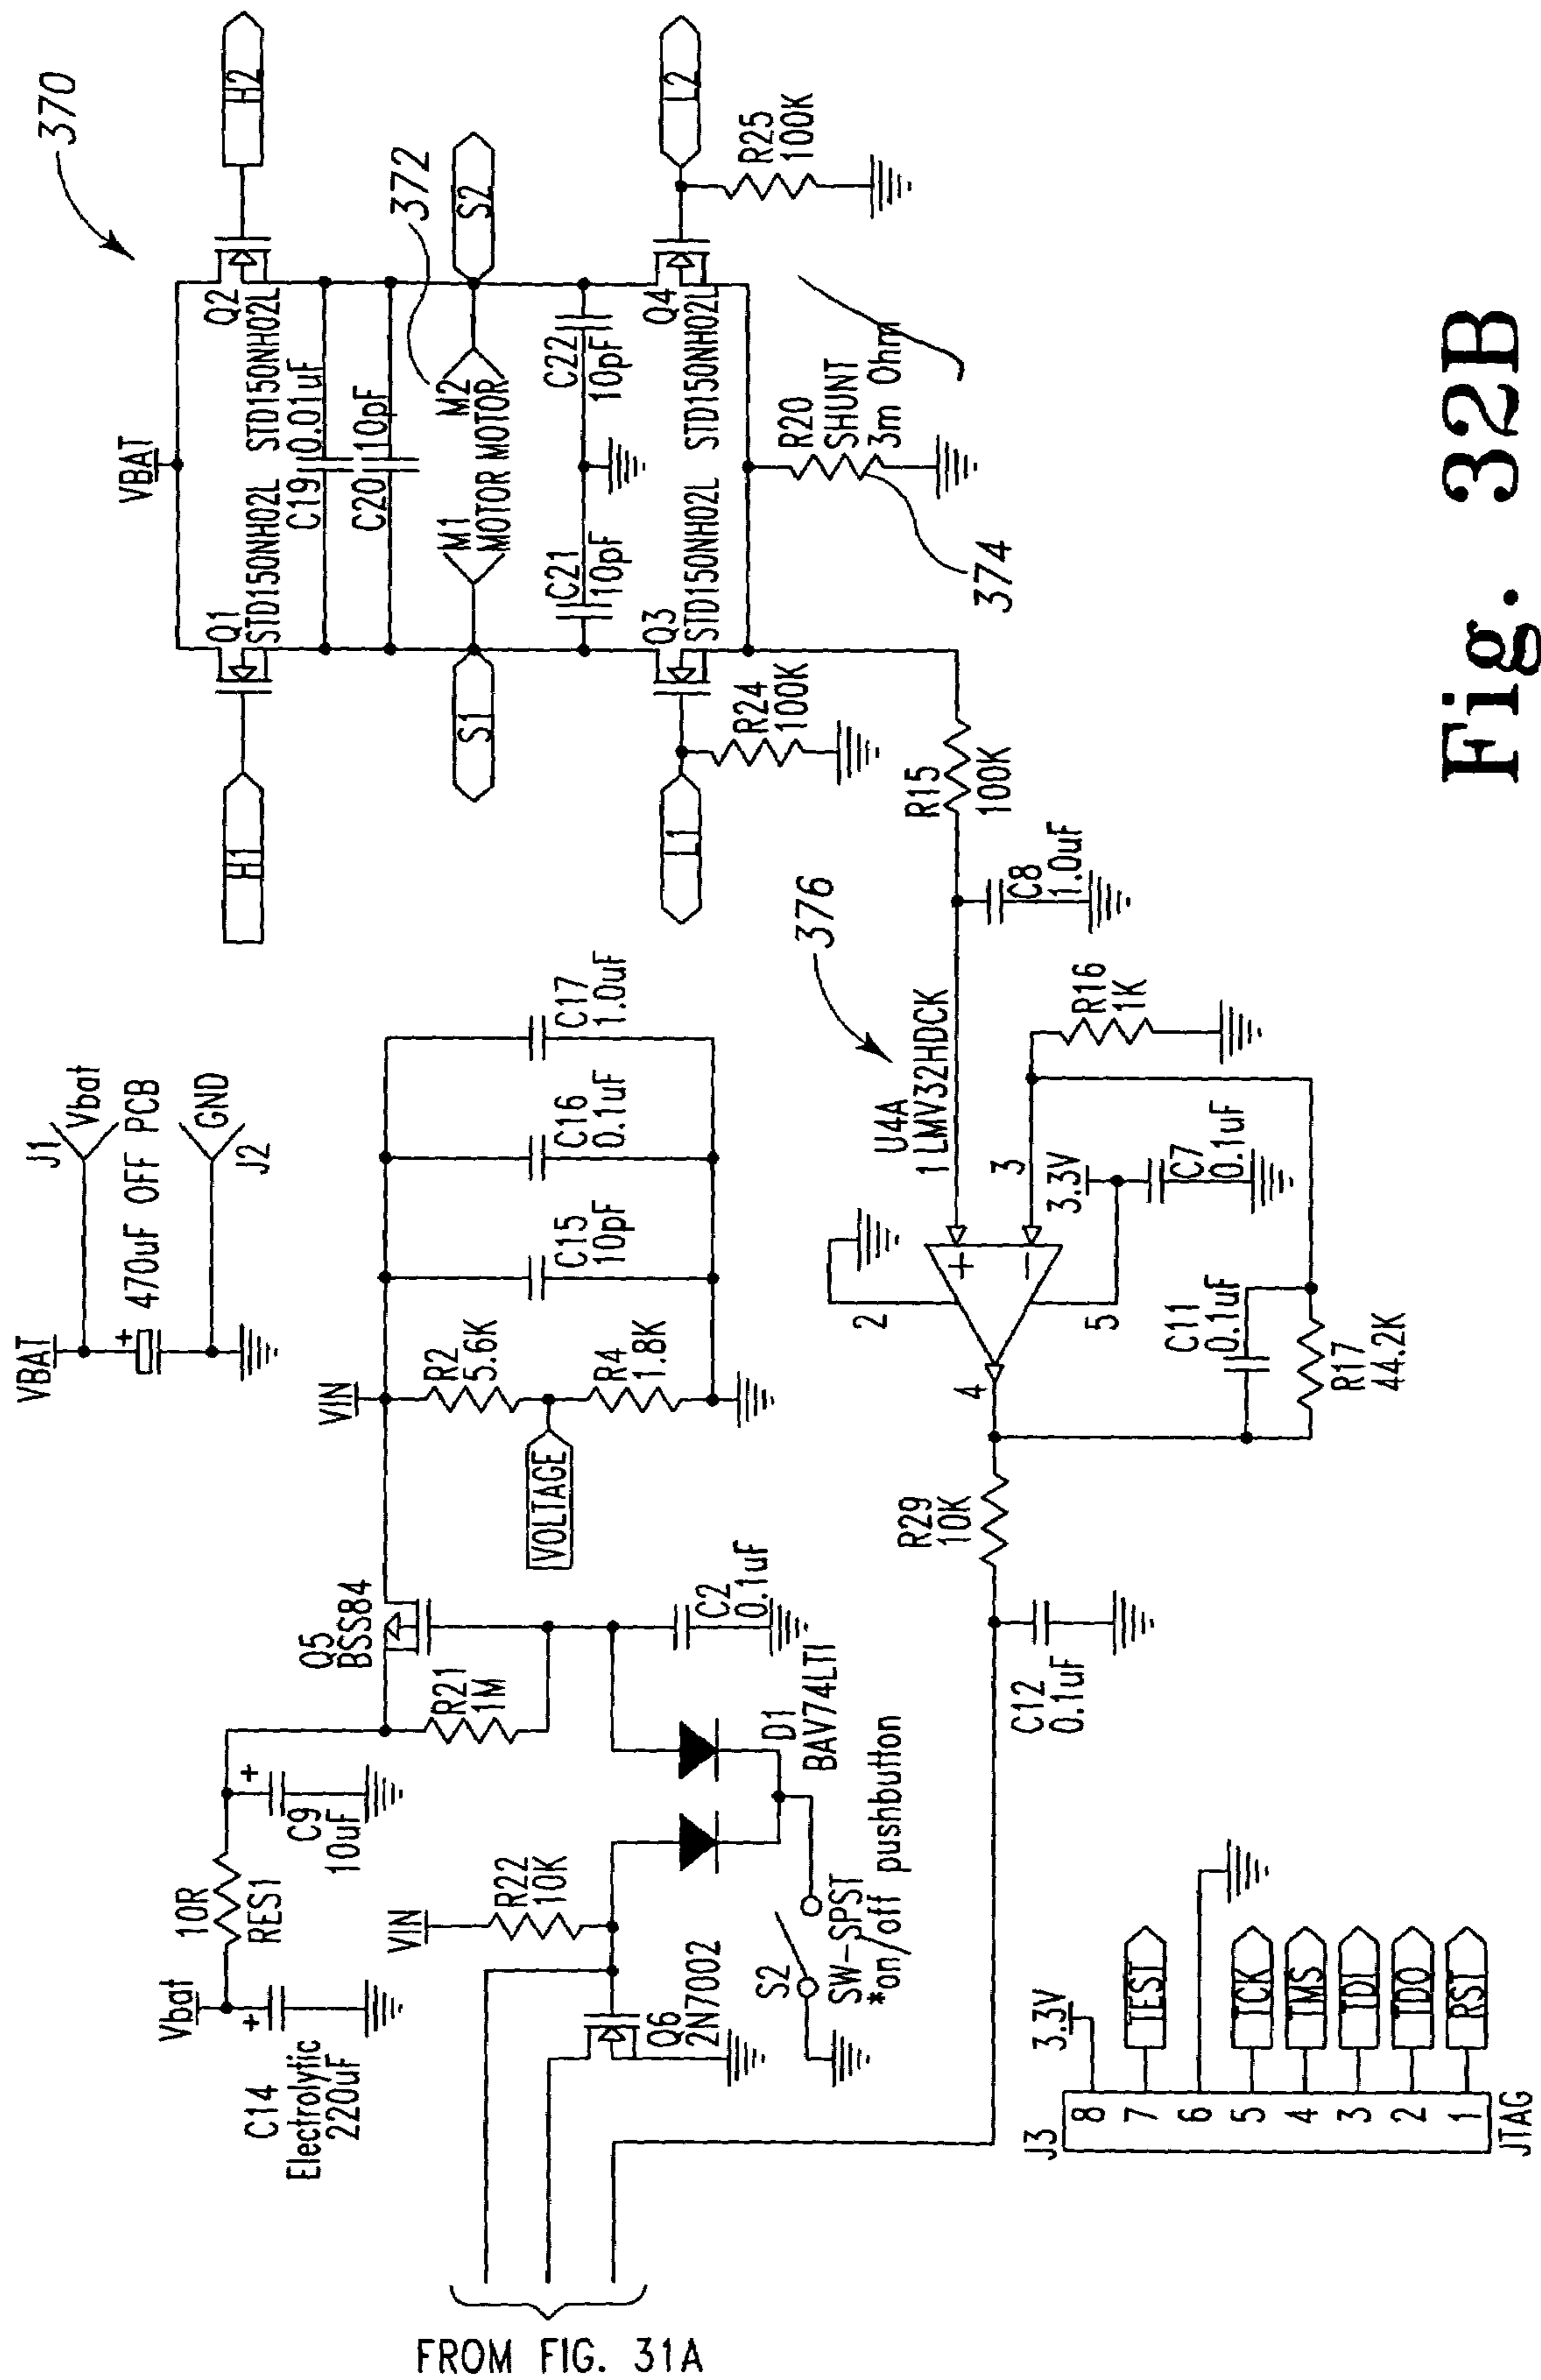 370
VBAT
H1
H2
Q1
STD150NH02L
Q2
STD150NH02L
C19
0.01uF
C20
10pF
372
S1
M1
MOTOR
M2
MOTOR
S2
C21
10pF
C22
10pF
L1
Q3
STD150NH02L
Q4
STD150NH02L
L2
R24
100K
R20
SHUNT
3m Ohm
R25
100K
374
R15
100K
C8
1.0uF
376
J1
VBAT
Vbat
+
470uF OFF PCB
GND
J2
Vbat
10R
RES1
+
C14
Electrolytic
220uF
+
C9
10uF
Q5
BSS84
R21
1M
VIN
R2
5.6K
VOLTAGE
R4
1.8K
C15
10pF
C16
0.1uF
C17
1.0uF
VIN
R22
10K
Q6
2N7002
C2
0.1uF
D1
BAV74LTI
S2
SW-SPST
*on/off pushbutton
U4A
1 LMV32HDCK
2
3
+
−
4
5
3.3V
C7
0.1uF
R16
1K
C11
0.1uF
R17
44.2K
R29
10K
C12
0.1uF
FROM FIG. 31A
J3
3.3V
8
7 TEST
6
5 TCK
4 TMS
3 TDI
2 TDO
1 RST
JTAG
Fig. 32B